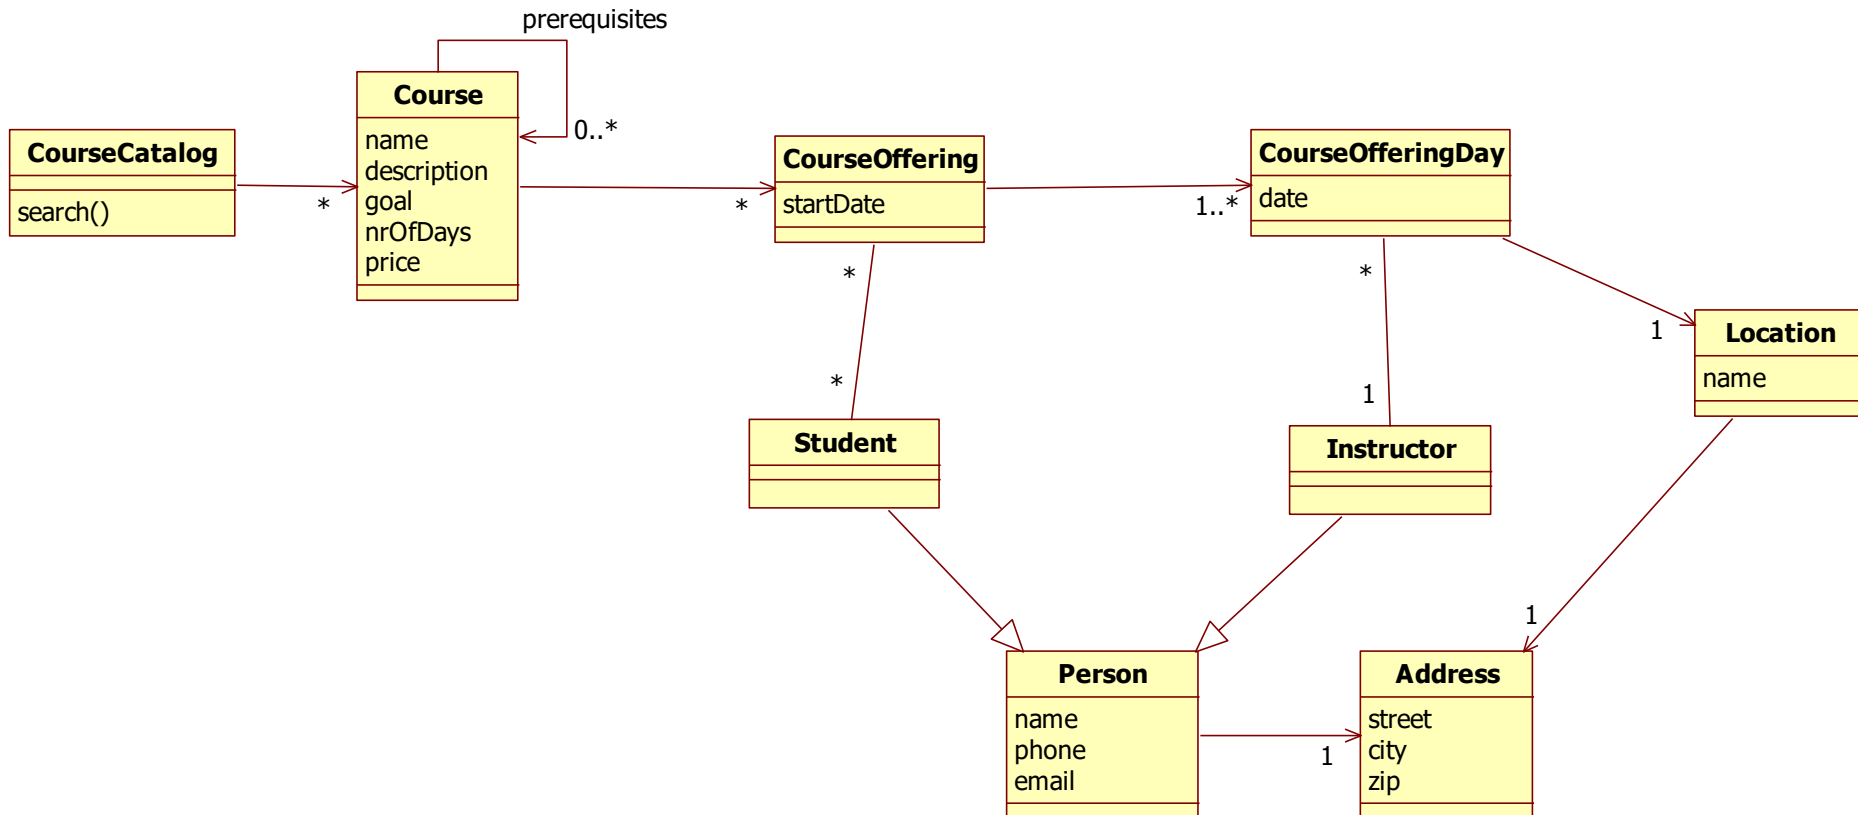 prerequisites
Course
name
description
goal
nrOfDays
price
0..*
CourseCatalog
search()
*
CourseOffering
startDate
*
CourseOfferingDay
date
1..*
*
*
Student
*
1
Instructor
1
Location
name
Person
name
phone
email
1
1
Address
street
city
zip